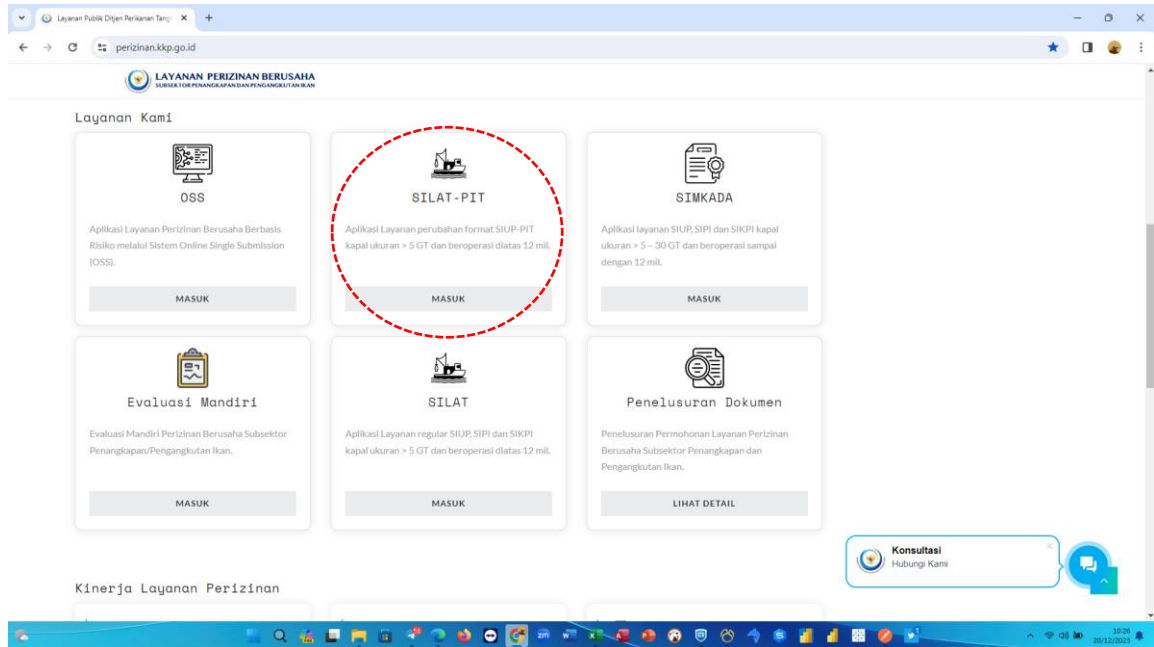 Layanan Publik Ditjen Perikanan Tang
perizinan.kkp.go.id
LAYANAN PERIZINAN BERUSAHA
SUBSEKTOR PENANGKAPAN DAN PENGANGKUTAN IKAN
Layanan Kami
OSS
Aplikasi Layanan Perizinan Berusaha Berbasis
Risiko melalui Sistem Online Single Submission
(OSS).
MASUK
SILAT-PIT
Aplikasi Layanan perubahan format SIUP-PIT
kapal ukuran > 5 GT dan beroperasi diatas 12 mil.
MASUK
SIMKADA
Aplikasi layanan SIUP, SIPI dan SIKPI kapal
ukuran > 5 – 30 GT dan beroperasi sampai
dengan 12 mil.
MASUK
Evaluasi Mandiri
Evaluasi Mandiri Perizinan Berusaha Subsektor
Penangkapan/Pengangkutan Ikan.
MASUK
SILAT
Aplikasi Layanan regular SIUP, SIPI dan SIKPI
kapal ukuran > 5 GT dan beroperasi diatas 12 mil.
MASUK
Penelusuran Dokumen
Penelusuran Permohonan Layanan Perizinan
Berusaha Subsektor Penangkapan dan
Pengangkutan Ikan.
LIHAT DETAIL
Konsultasi
Hubungi Kami
Kinerja Layanan Perizinan
10:26
20/12/2023